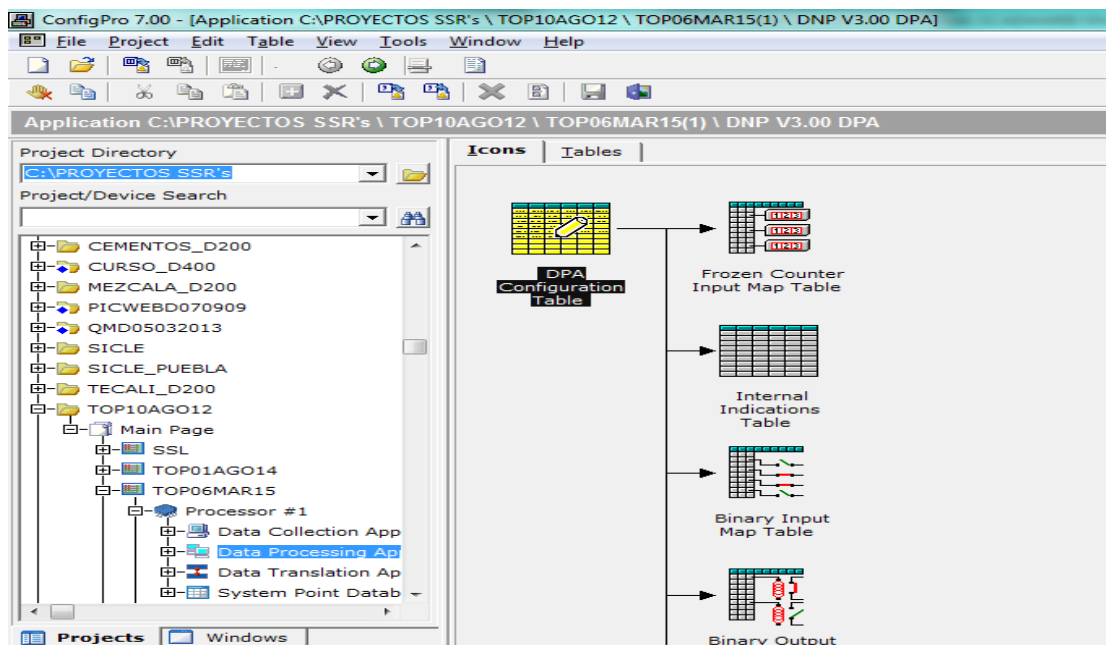 ConfigPro 7.00 - [Application C:\PROYECTOS SSR's \ TOP10AGO12 \ TOP06MAR15(1) \ DNP V3.00 DPA]
File Project Edit Table View Tools Window Help
Application C:\PROYECTOS SSR's \ TOP10AGO12 \ TOP06MAR15(1) \ DNP V3.00 DPA
Project Directory
C:\PROYECTOS SSR's
Project/Device Search
CEMENTOS_D200
CURSO_D400
MEZCALA_D200
PICWEBD070909
QMD05032013
SICLE
SICLE_PUEBLA
TECALI_D200
TOP10AGO12
Main Page
SSL
TOP01AGO14
TOP06MAR15
Processor #1
Data Collection App
Data Processing Ap
Data Translation Ap
System Point Datab
Projects Windows
Icons Tables
DPA
Configuration
Table
Frozen Counter
Input Map Table
Internal
Indications
Table
Binary Input
Map Table
Binary Output